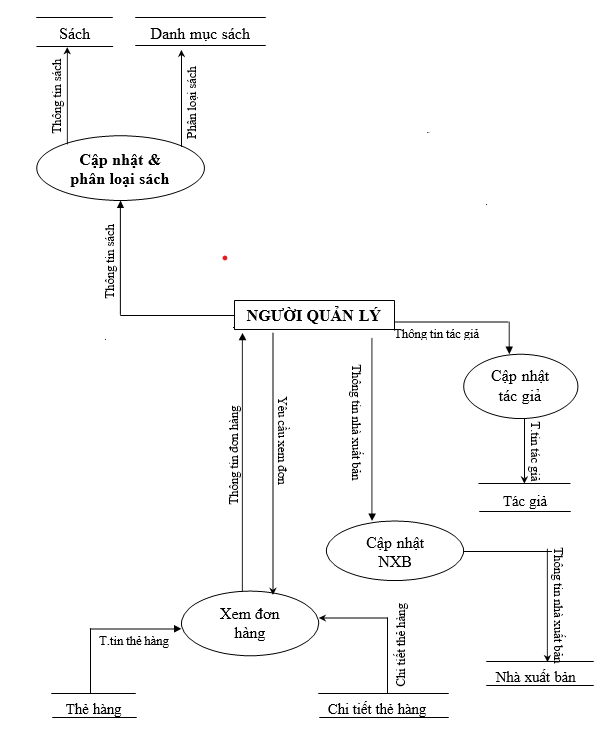 Sách
Danh mục sách
Thông tin sách
Phân loại sách
Cập nhật &
phân loại sách
Thông tin sách
NGƯỜI QUẢN LÝ
Thông tin tác giả
Cập nhật
tác giả
T.tin tác giả
Tác giả
Thông tin đơn hàng
Yêu cầu xem đơn
Thông tin nhà xuất bản
Cập nhật
NXB
Thông tin nhà xuất bản
Nhà xuất bản
Xem đơn
hàng
T.tin thẻ hàng
Chi tiết thẻ hàng
Thẻ hàng
Chi tiết thẻ hàng